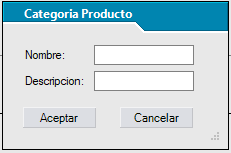 Categoria Producto
Nombre:
Descripcion:
Aceptar Cancelar